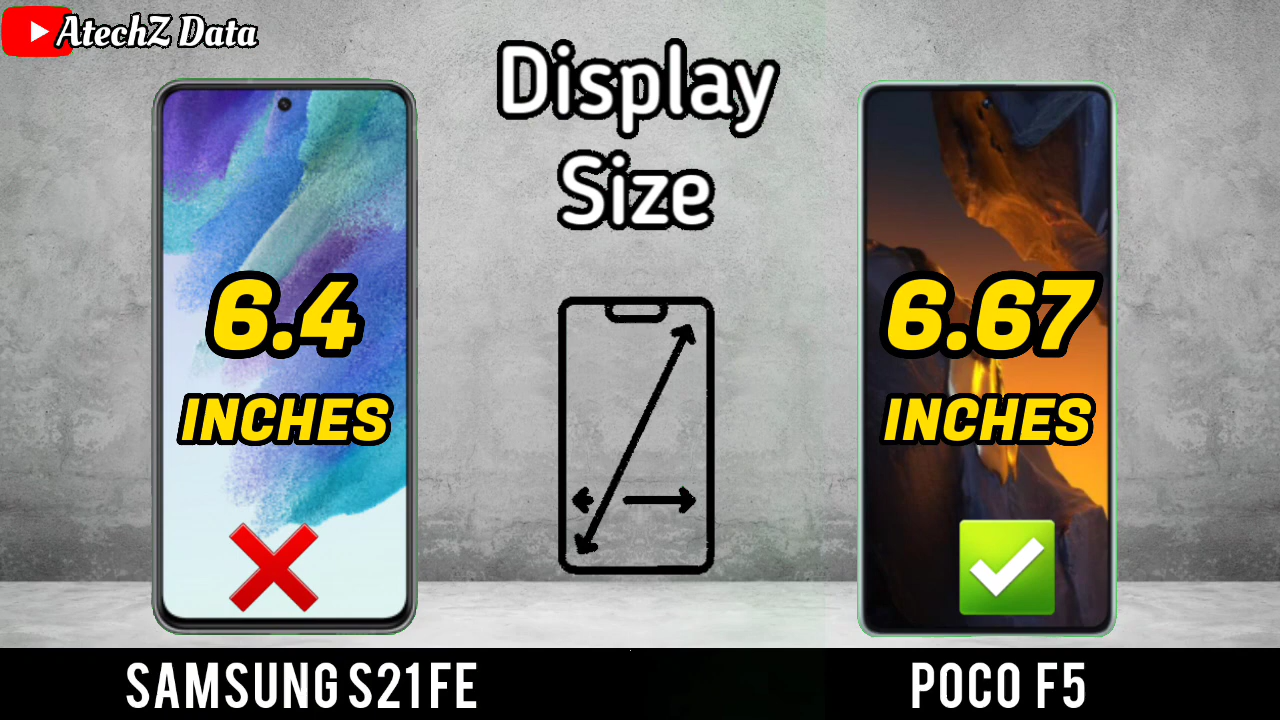 AtechZ Data
Display
Size
6.4
INCHES
6.67
INCHES
SAMSUNG S21FE
POCO F5